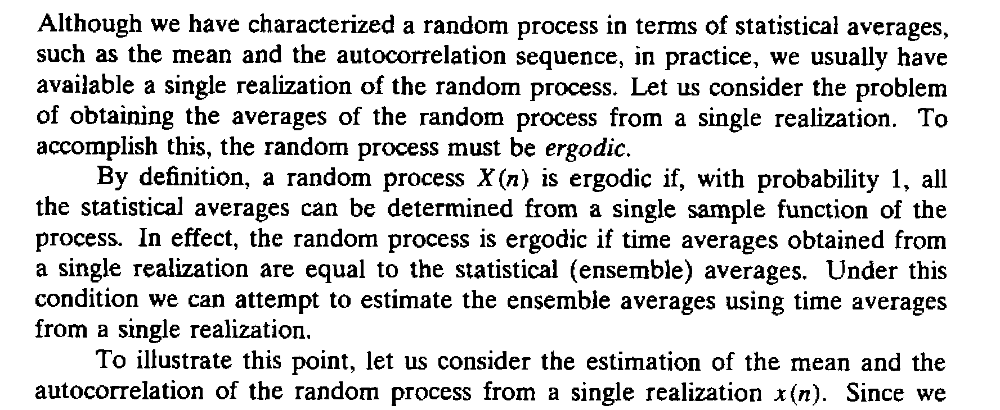 Although we have characterized a random process in terms of statistical averages,
such as the mean and the autocorrelation sequence, in practice, we usually have
available a single realization of the random process. Let us consider the problem
of obtaining the averages of the random process from a single realization. To
accomplish this, the random process must be ergodic.
By definition, a random process X(n) is ergodic if, with probability 1, all
the statistical averages can be determined from a single sample function of the
process. In effect, the random process is ergodic if time averages obtained from
a single realization are equal to the statistical (ensemble) averages. Under this
condition we can attempt to estimate the ensemble averages using time averages
from a single realization.
To illustrate this point, let us consider the estimation of the mean and the
autocorrelation of the random process from a single realization x(n). Since we